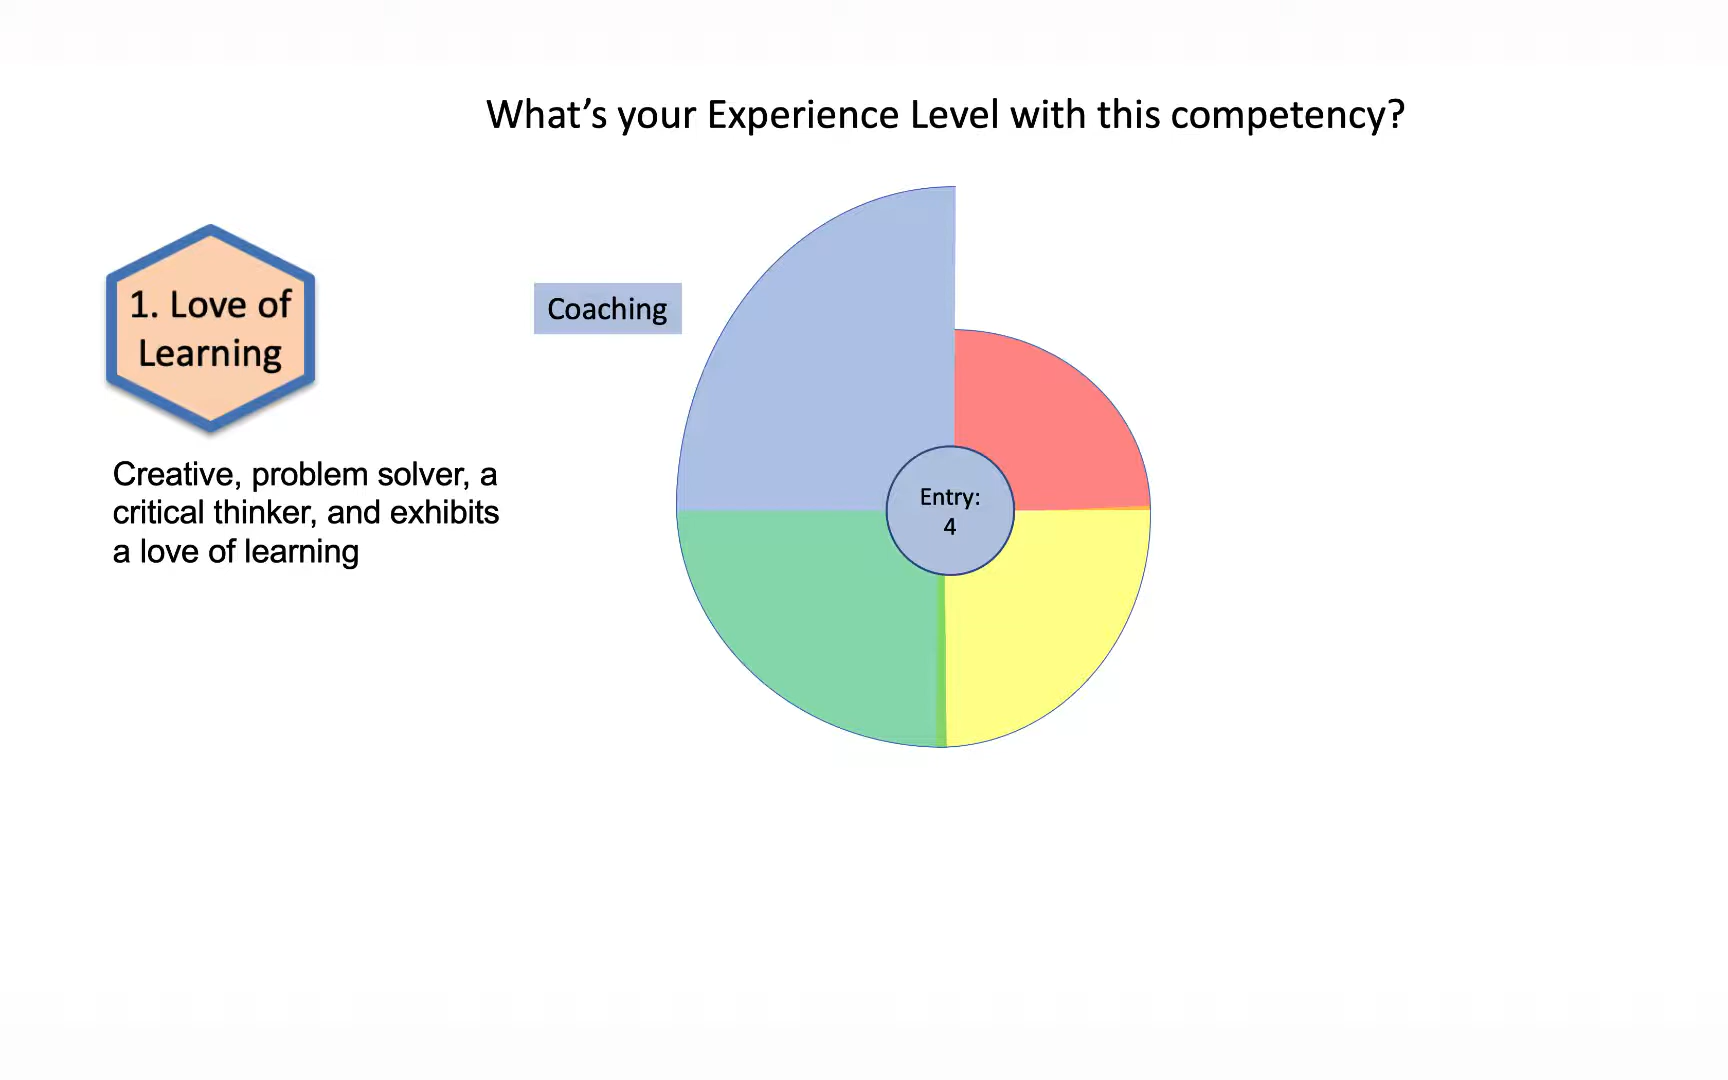 What's your Experience Level with this competency?
Coaching
1. Love of
Learning
Creative, problem solver, a
critical thinker, and exhibits
a love of learning
Entry:
4